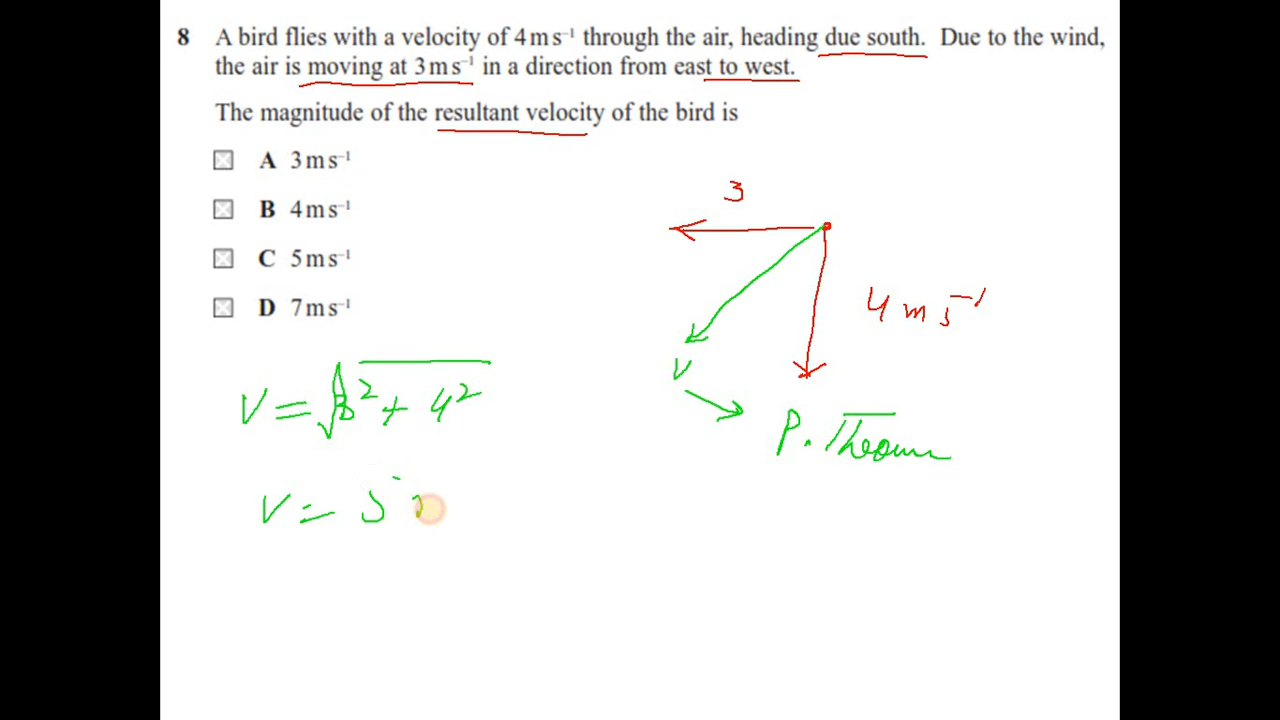 8 A bird flies with a velocity of 4 m s⁻¹ through the air, heading due south. Due to the wind,
the air is moving at 3 m s⁻¹ in a direction from east to west.
The magnitude of the resultant velocity of the bird is
A 3 m s⁻¹
B 4 m s⁻¹
C 5 m s⁻¹
D 7 m s⁻¹
3
4 m s⁻¹
V
P. Theorm
V = √3² + 4²
V = 5